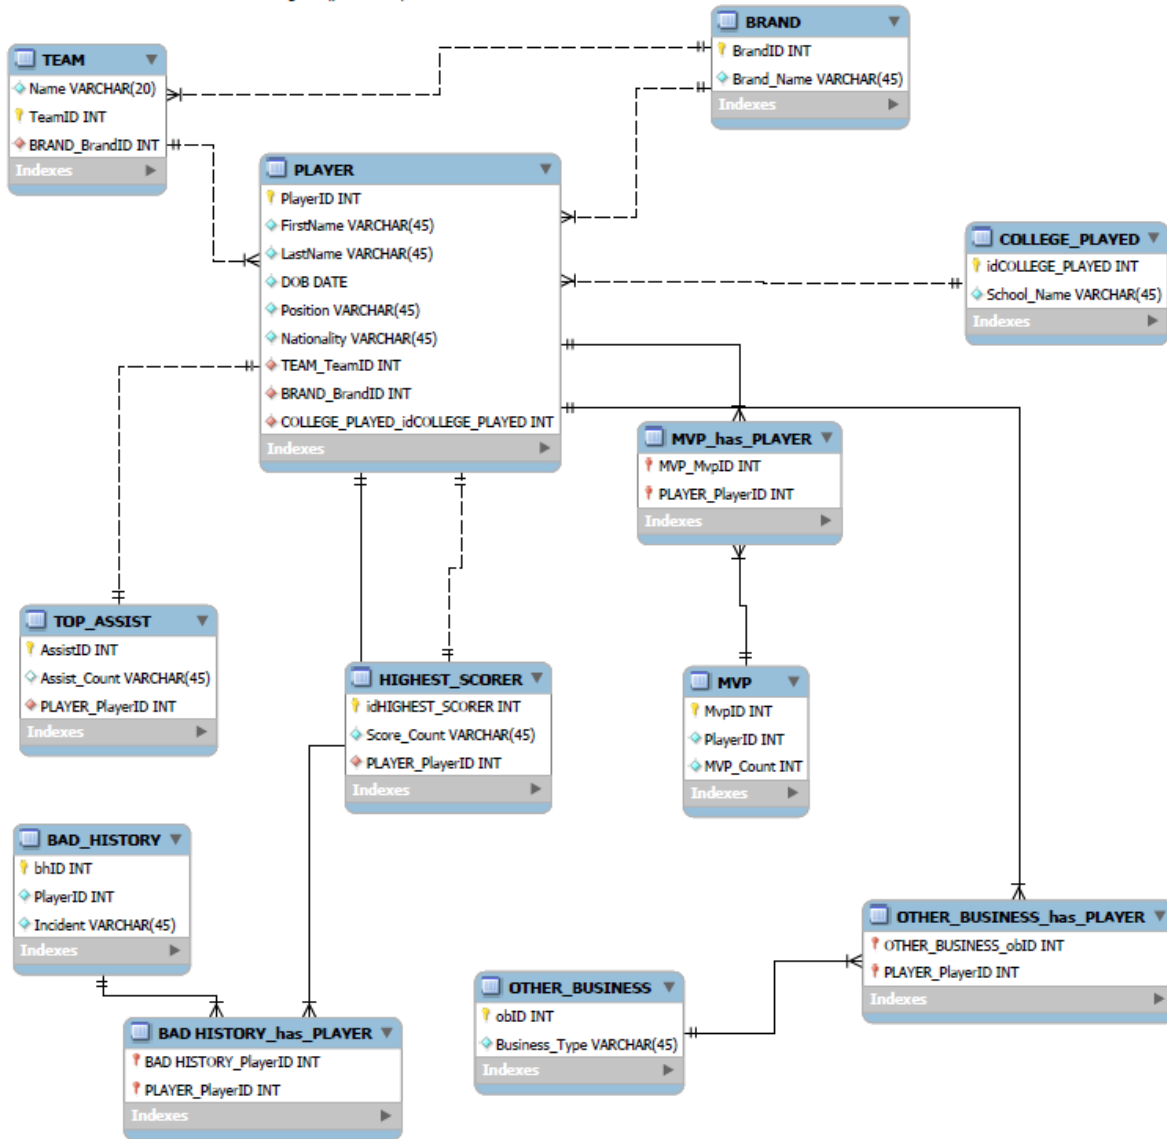 BRAND
BrandID INT
Brand_Name VARCHAR(45)
Indexes
TEAM
Name VARCHAR(20)
TeamID INT
BRAND_BrandID INT
Indexes
PLAYER
PlayerID INT
FirstName VARCHAR(45)
LastName VARCHAR(45)
DOB DATE
Position VARCHAR(45)
Nationality VARCHAR(45)
TEAM_TeamID INT
BRAND_BrandID INT
COLLEGE_PLAYED_idCOLLEGE_PLAYED INT
Indexes
COLLEGE_PLAYED
idCOLLEGE_PLAYED INT
School_Name VARCHAR(45)
Indexes
MVP_has_PLAYER
MVP_MvpID INT
PLAYER_PlayerID INT
Indexes
TOP_ASSIST
AssistID INT
Assist_Count VARCHAR(45)
PLAYER_PlayerID INT
Indexes
HIGHEST_SCORER
idHIGHEST_SCORER INT
Score_Count VARCHAR(45)
PLAYER_PlayerID INT
Indexes
MVP
MvpID INT
PlayerID INT
MVP_Count INT
Indexes
BAD_HISTORY
bhID INT
PlayerID INT
Incident VARCHAR(45)
Indexes
OTHER_BUSINESS_has_PLAYER
OTHER_BUSINESS_obID INT
PLAYER_PlayerID INT
Indexes
OTHER_BUSINESS
obID INT
Business_Type VARCHAR(45)
Indexes
BAD HISTORY_has_PLAYER
BAD HISTORY_PlayerID INT
PLAYER_PlayerID INT
Indexes